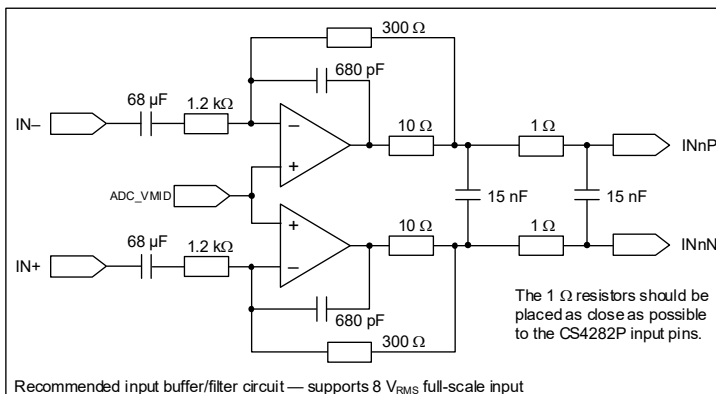 300 Ω
680 pF
68 µF
1.2 kΩ
10 Ω
1 Ω
IN–
−
INnP
+
ADC_VMID
15 nF
15 nF
+
68 µF
1.2 kΩ
10 Ω
1 Ω
IN+
−
INnN
680 pF
300 Ω
The 1 Ω resistors should be
placed as close as possible
to the CS4282P input pins.
Recommended input buffer/filter circuit — supports 8 VRMS full-scale input